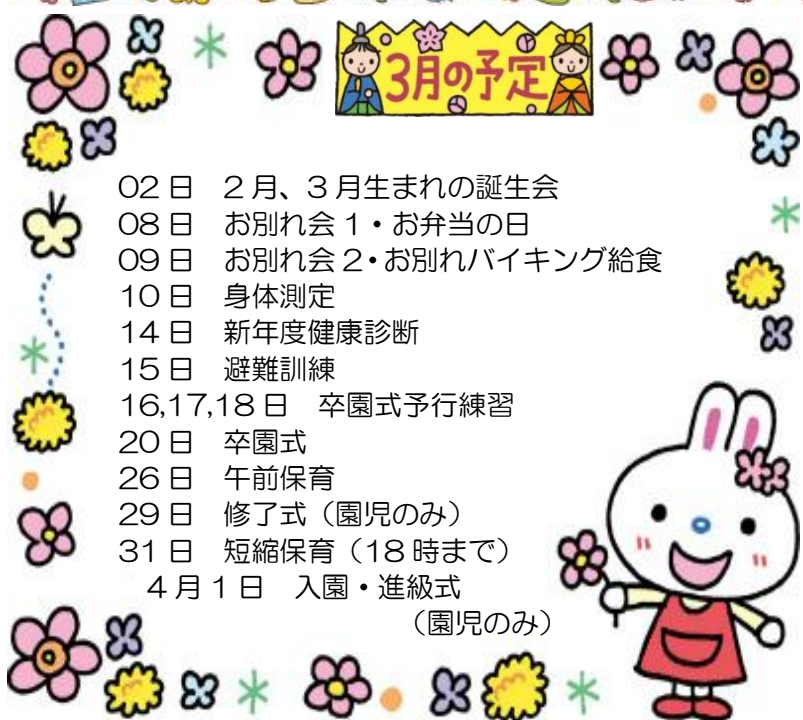 3月の予定
02日 2月、3月生まれの誕生会
08日 お別れ会1・お弁当の日
09日 お別れ会2・お別れバイキング給食
10日 身体測定
14日 新年度健康診断
15日 避難訓練
16,17,18日 卒園式予行練習
20日 卒園式
26日 午前保育
29日 修了式（園児のみ）
31日 短縮保育（18時まで）
4月1日 入園・進級式
（園児のみ）